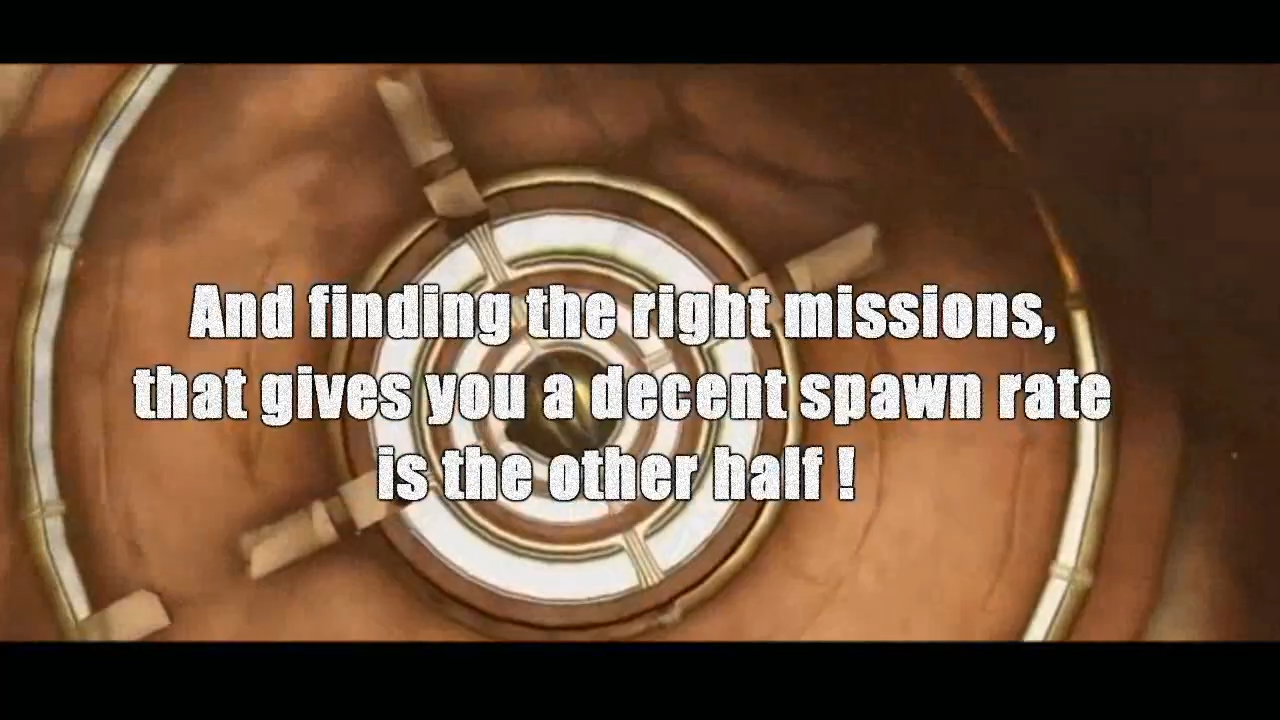 And finding the right missions,
that gives you a decent spawn rate
is the other half !